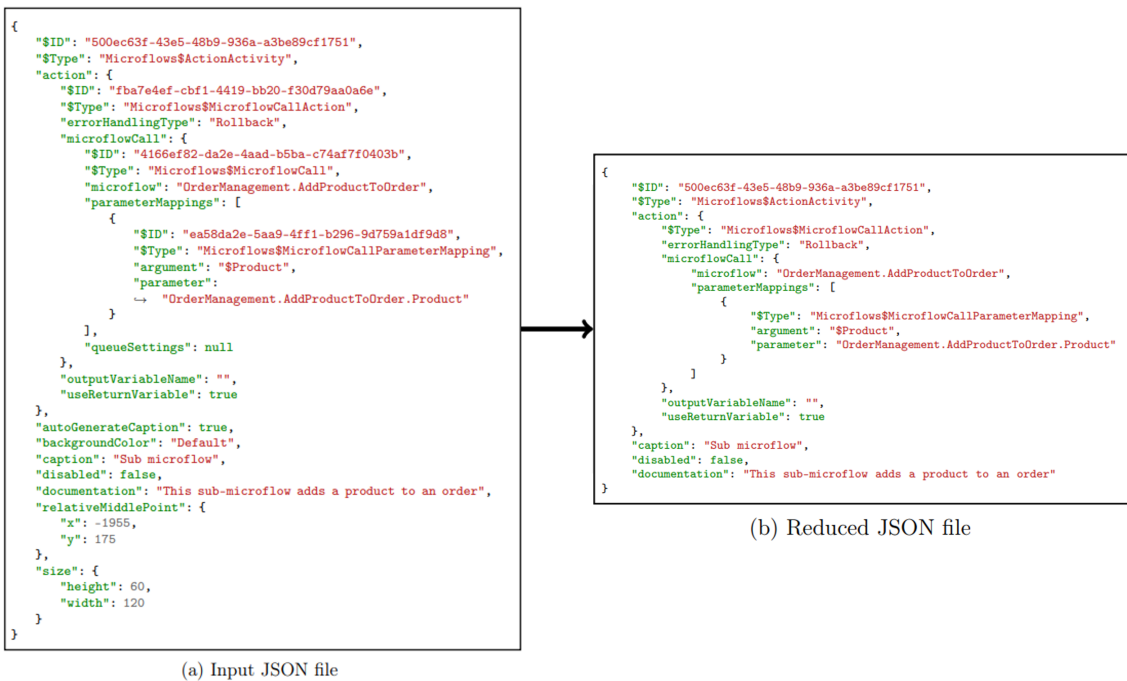 {
"$ID": "500ec63f-43e5-48b9-936a-a3be89cf1751",
"$Type": "Microflows$ActionActivity",
"action": {
"$ID": "fba7e4ef-cbf1-4419-bb20-f30d79aa0a6e",
"$Type": "Microflows$MicroflowCallAction",
"errorHandlingType": "Rollback",
"microflowCall": {
"$ID": "4166ef82-da2e-4aad-b5ba-c74af7f0403b",
"$Type": "Microflows$MicroflowCall",
"microflow": "OrderManagement.AddProductToOrder",
"parameterMappings": [
{
"$ID": "ea58da2e-5aa9-4ff1-b296-9d759a1df9d8",
"$Type": "Microflows$MicroflowCallParameterMapping",
"argument": "$Product",
"parameter":
↪ "OrderManagement.AddProductToOrder.Product"
}
],
"queueSettings": null
},
"outputVariableName": "",
"useReturnVariable": true
},
"autoGenerateCaption": true,
"backgroundColor": "Default",
"caption": "Sub microflow",
"disabled": false,
"documentation": "This sub-microflow adds a product to an order",
"relativeMiddlePoint": {
"x": -1955,
"y": 175
},
"size": {
"height": 60,
"width": 120
}
}
(a) Input JSON file
{
"$ID": "500ec63f-43e5-48b9-936a-a3be89cf1751",
"$Type": "Microflows$ActionActivity",
"action": {
"$Type": "Microflows$MicroflowCallAction",
"errorHandlingType": "Rollback",
"microflowCall": {
"microflow": "OrderManagement.AddProductToOrder",
"parameterMappings": [
{
"$Type": "Microflows$MicroflowCallParameterMapping",
"argument": "$Product",
"parameter": "OrderManagement.AddProductToOrder.Product"
}
]
},
"outputVariableName": "",
"useReturnVariable": true
},
"caption": "Sub microflow",
"disabled": false,
"documentation": "This sub-microflow adds a product to an order"
}
(b) Reduced JSON file